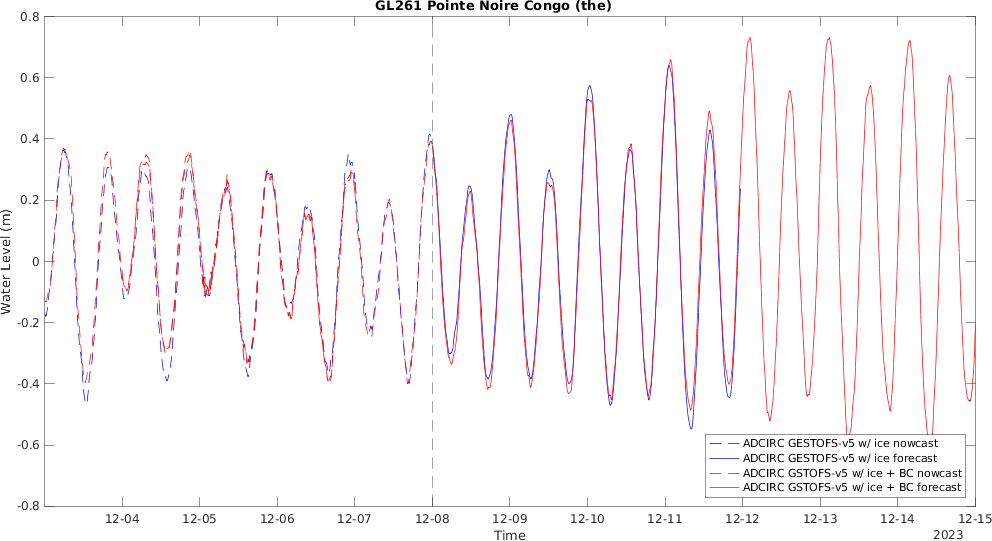 GL261 Pointe Noire Congo (the)
0.8
0.6
0.4
0.2
0
-0.2
-0.4
-0.6
-0.8
Water Level (m)
ADCIRC GESTOFS-v5 w/ ice nowcast
ADCIRC GESTOFS-v5 w/ ice forecast
ADCIRC GSTOFS-v5 w/ ice + BC nowcast
ADCIRC GSTOFS-v5 w/ ice + BC forecast
12-04 12-05 12-06 12-07 12-08 12-09 12-10 12-11 12-12 12-13 12-14 12-15
Time
2023